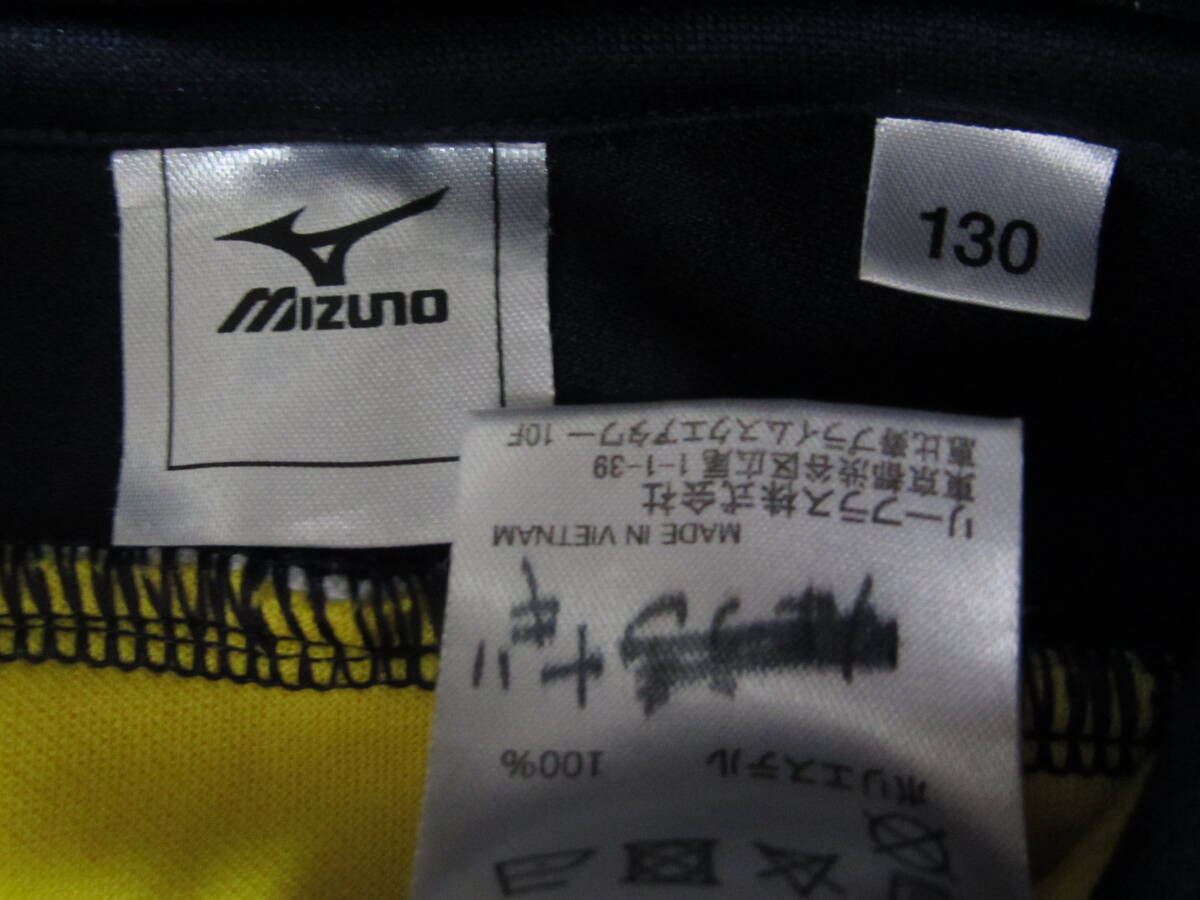 MIZUNO
130
ポリエステル 100%
MADE IN VIETNAM
リーフラス株式会社
東京都渋谷区広尾1-1-39
恵比寿プライムスクエアタワー 10F